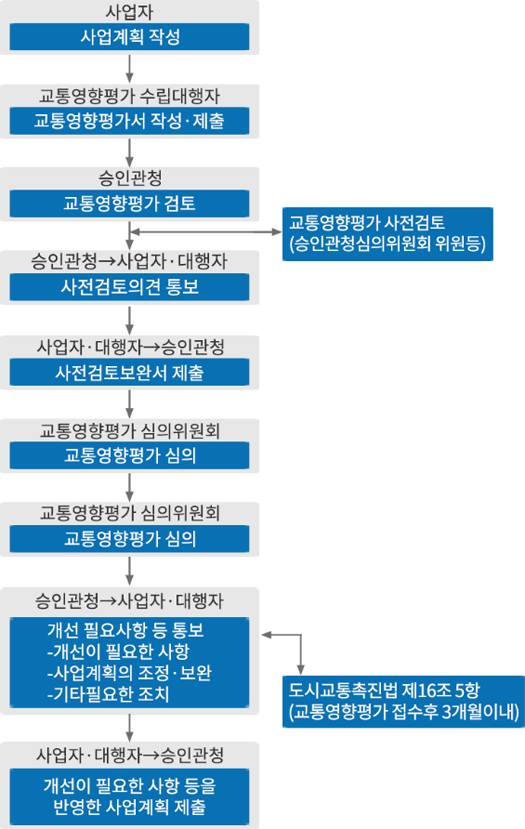 사업자
사업계획 작성
교통영향평가 수립대행자
교통영향평가서 작성·제출
승인관청
교통영향평가 검토
교통영향평가 사전검토
(승인관청심의위원회 위원등)
승인관청→사업자·대행자
사전검토의견 통보
사업자·대행자→승인관청
사전검토보완서 제출
교통영향평가 심의위원회
교통영향평가 심의
교통영향평가 심의위원회
교통영향평가 심의
승인관청→사업자·대행자
개선 필요사항 등 통보
-개선이 필요한 사항
-사업계획의 조정·보완
-기타필요한 조치
도시교통촉진법 제16조 5항
(교통영향평가 접수후 3개월이내)
사업자·대행자→승인관청
개선이 필요한 사항 등을
반영한 사업계획 제출